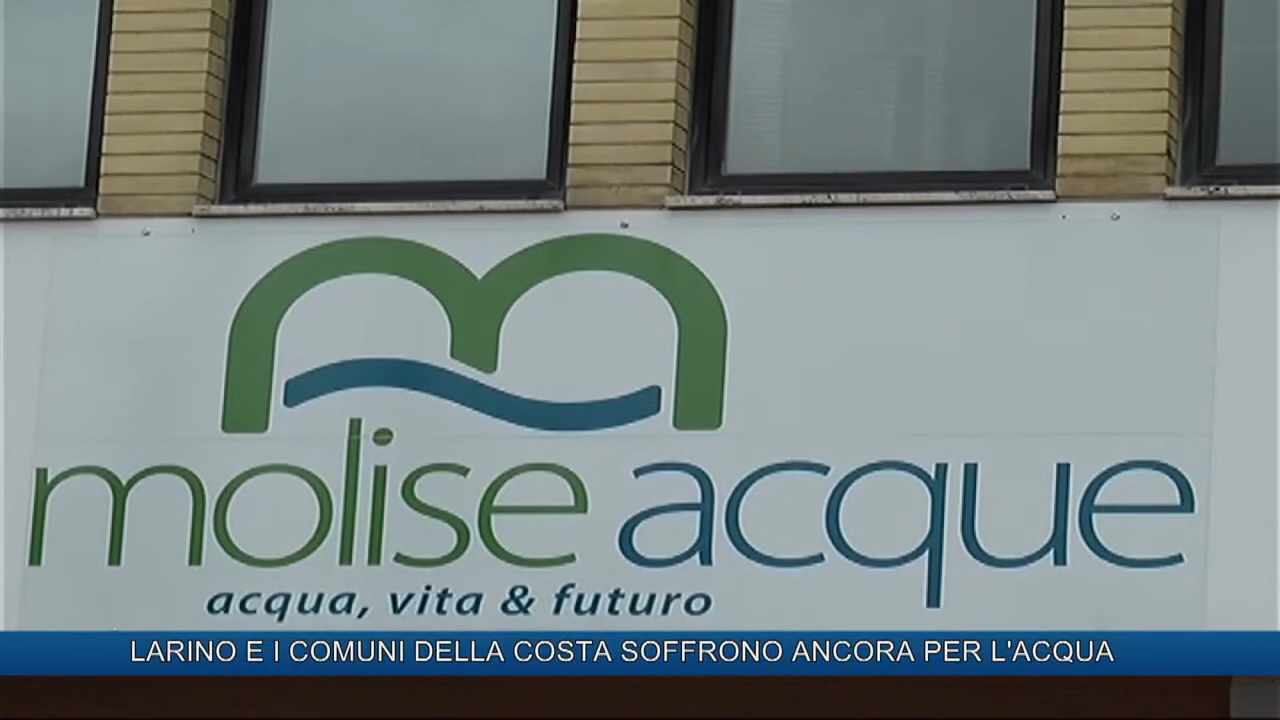 molise acque
acqua, vita & futuro
LARINO E I COMUNI DELLA COSTA SOFFRONO ANCORA PER L'ACQUA